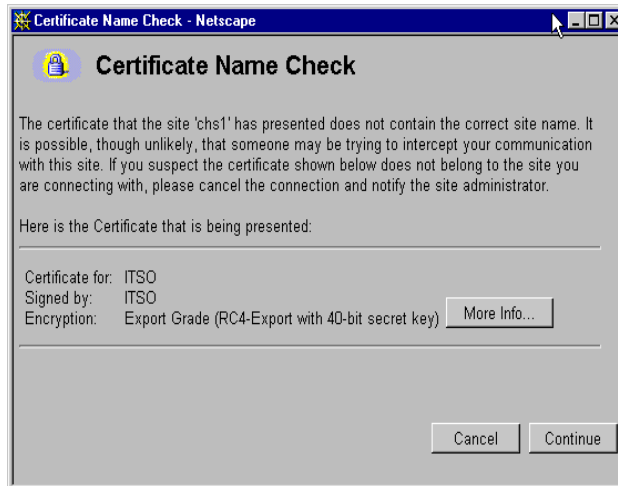 Certificate Name Check - Netscape
Certificate Name Check
The certificate that the site 'chs1' has presented does not contain the correct site name. It
is possible, though unlikely, that someone may be trying to intercept your communication
with this site. If you suspect the certificate shown below does not belong to the site you
are connecting with, please cancel the connection and notify the site administrator.
Here is the Certificate that is being presented:
Certificate for: ITSO
Signed by: ITSO
Encryption: Export Grade (RC4-Export with 40-bit secret key) More Info...
Cancel Continue